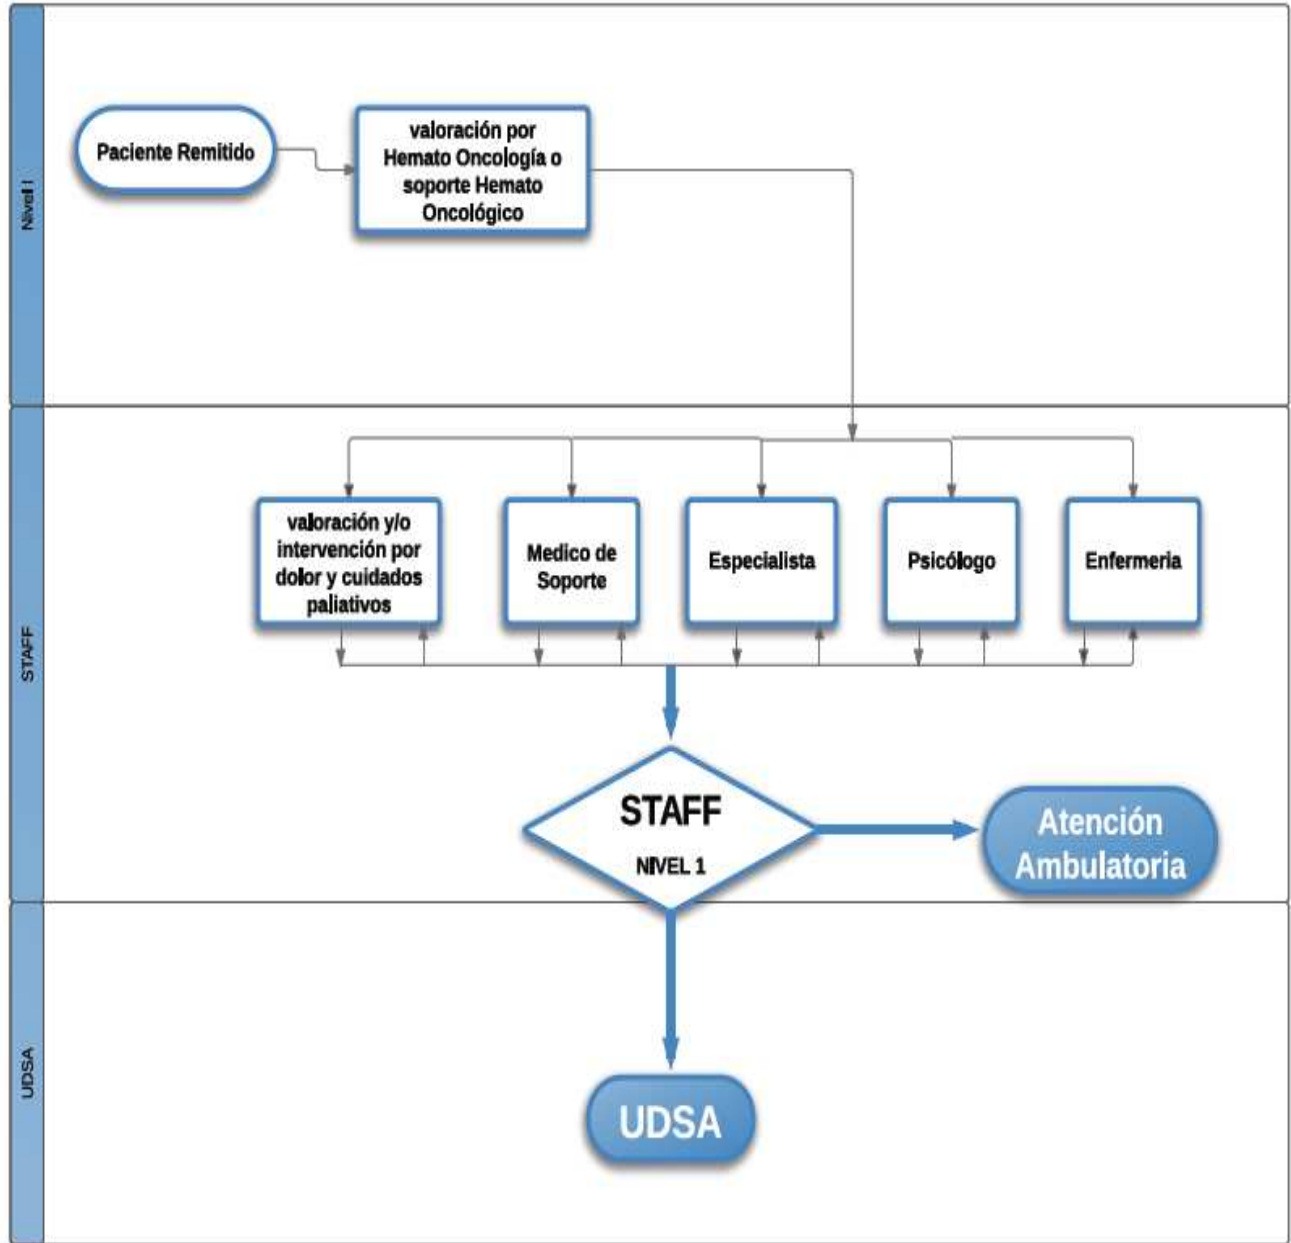 Nivel I
Paciente Remitido
valoración por
Hemato Oncología o
soporte Hemato
Oncológico
STAFF
valoración y/o
intervención por
dolor y cuidados
paliativos
Medico de
Soporte
Especialista
Psicólogo
Enfermeria
STAFF
NIVEL 1
Atención
Ambulatoria
UDSA
UDSA